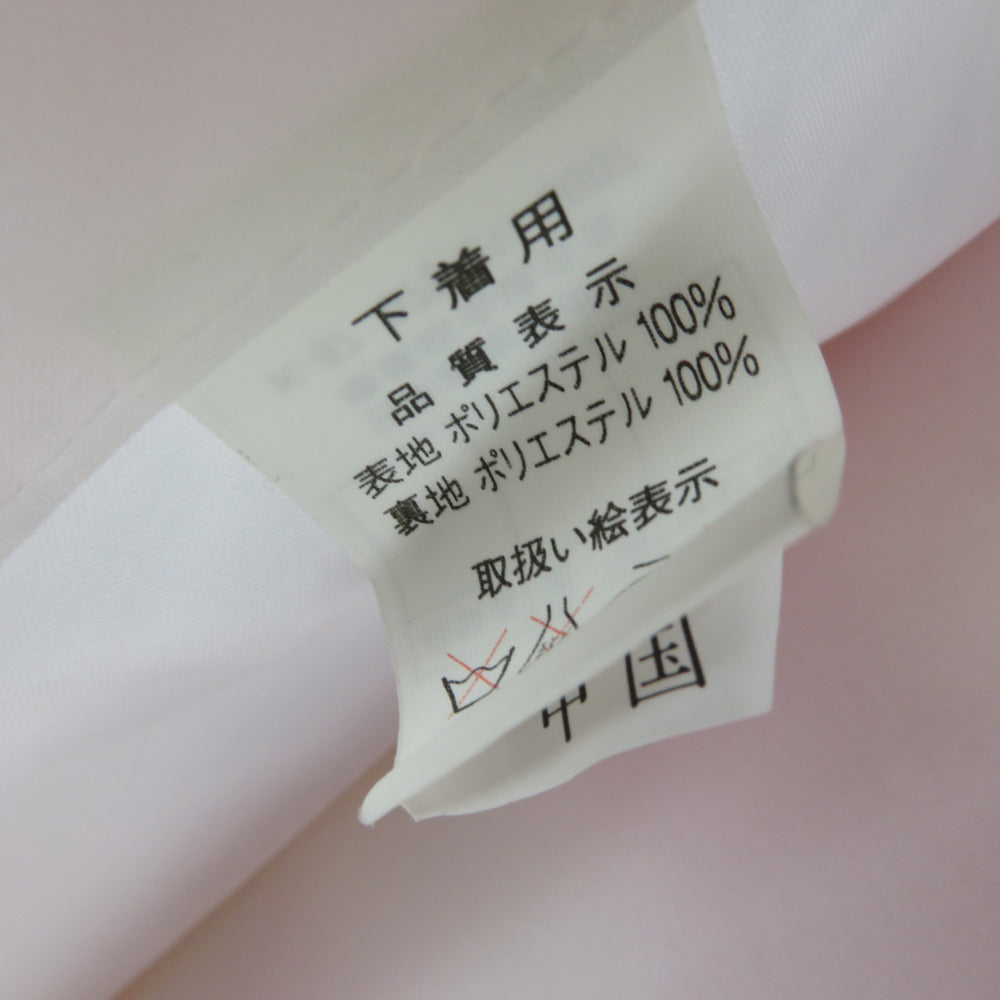 下着用
品質表示
表地 ポリエステル 100%
裏地 ポリエステル 100%
取扱い絵表示
中国